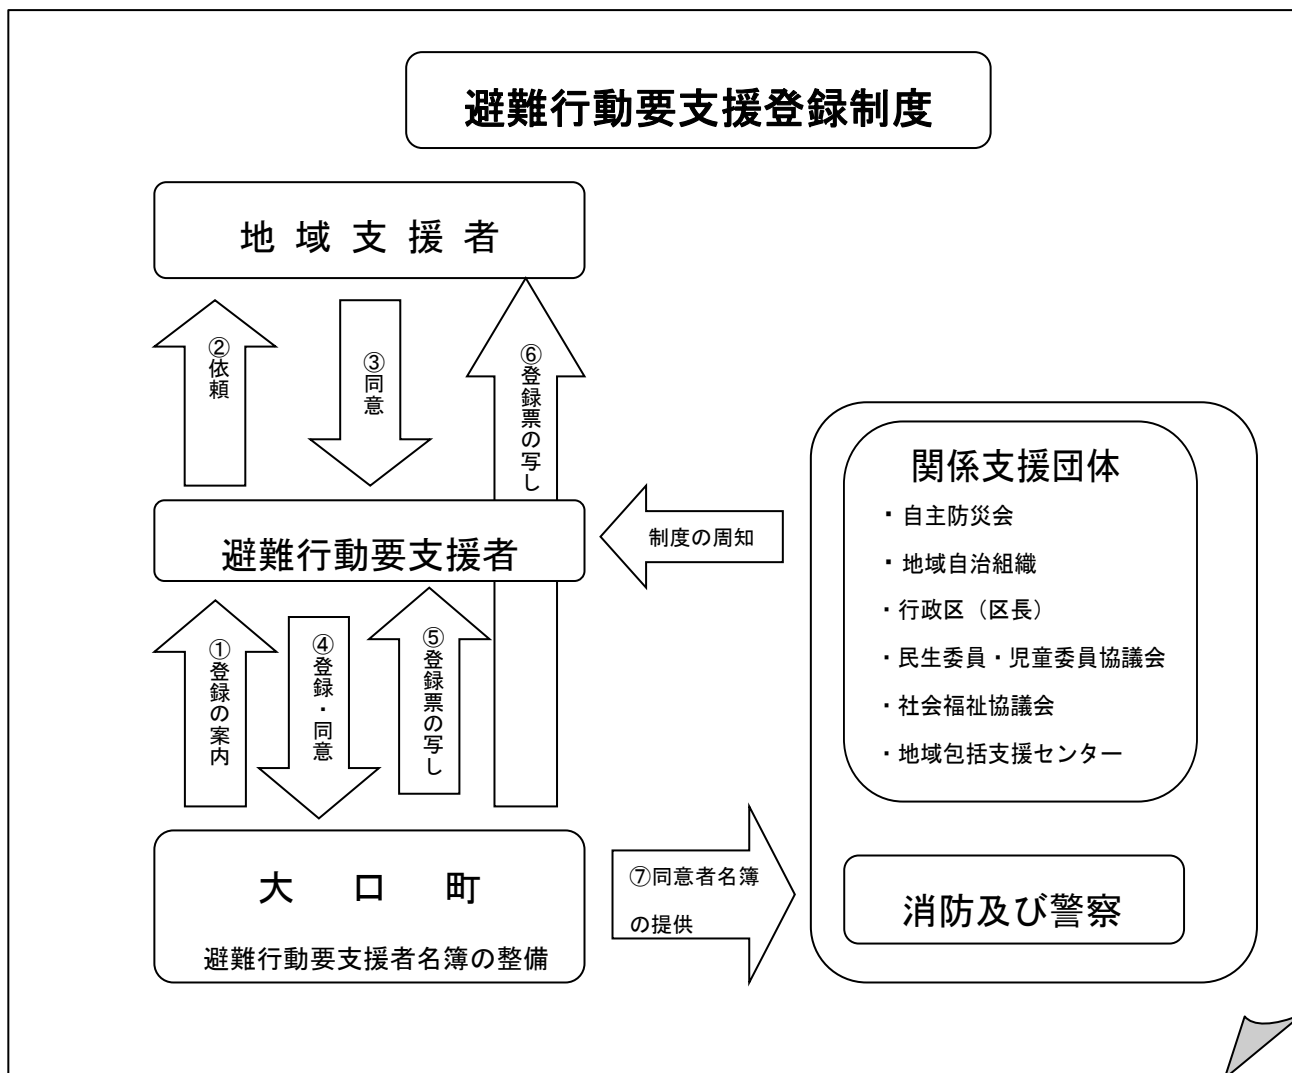 避難行動要支援登録制度
地域支援者
②依頼
③同意
⑥登録票の写し
避難行動要支援者
制度の周知
関係支援団体
・自主防災会
・地域自治組織
・行政区（区長）
・民生委員・児童委員協議会
・社会福祉協議会
・地域包括支援センター
消防及び警察
①登録の案内
④登録・同意
⑤登録票の写し
大口町
避難行動要支援者名簿の整備
⑦同意者名簿
の提供